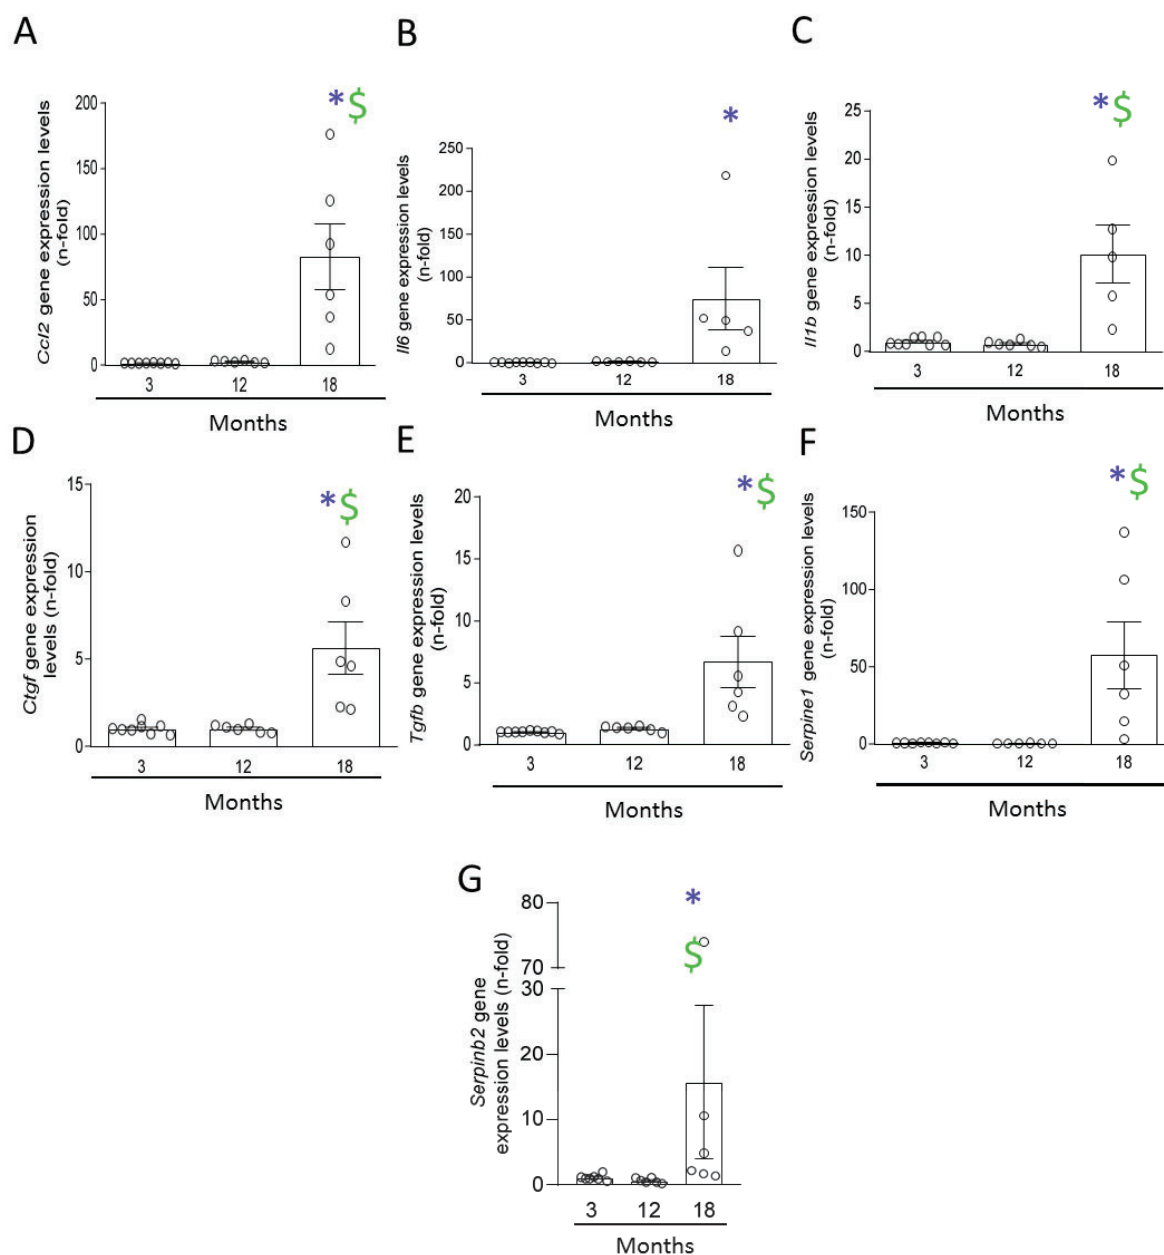 A
Ccl2 gene expression levels
(n-fold)
200
150
100
50
0
*$
3 12 18
Months
B
Il6 gene expression levels
(n-fold)
250
200
150
100
50
0
*
3 12 18
Months
C
Il1b gene expression levels
(n-fold)
25
20
15
10
5
0
*$
3 12 18
Months
D
Ctgf gene expression
levels (n-fold)
15
10
5
0
*$
3 12 18
Months
E
Tgfb gene expression levels
(n-fold)
20
15
10
5
0
*$
3 12 18
Months
F
Serpine1 gene expression levels
(n-fold)
150
100
50
0
*$
3 12 18
Months
G
Serpinb2 gene
expression levels (n-fold)
80
70
30
20
10
0
*
$
3 12 18
Months